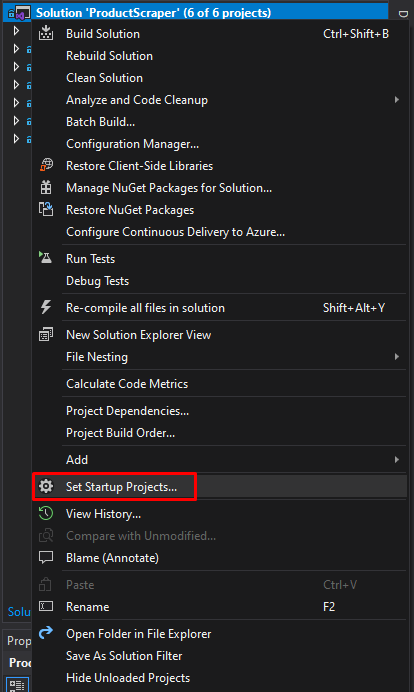 Solution 'ProductScraper' (6 of 6 projects)
Build Solution Ctrl+Shift+B
Rebuild Solution
Clean Solution
Analyze and Code Cleanup
Batch Build...
Configuration Manager...
Restore Client-Side Libraries
Manage NuGet Packages for Solution...
Restore NuGet Packages
Configure Continuous Delivery to Azure...
Run Tests
Debug Tests
Re-compile all files in solution Shift+Alt+Y
New Solution Explorer View
File Nesting
Calculate Code Metrics
Project Dependencies...
Project Build Order...
Add
Set Startup Projects...
View History...
Compare with Unmodified...
Blame (Annotate)
Paste Ctrl+V
Rename F2
Solu
Open Folder in File Explorer
Prop
Save As Solution Filter
Prod
Hide Unloaded Projects